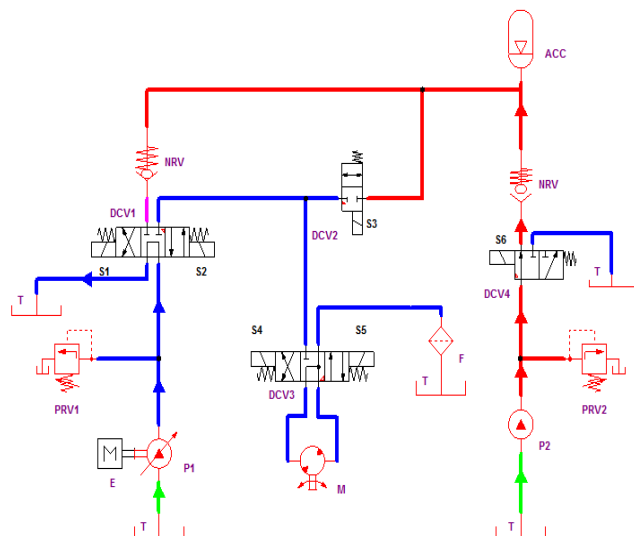 ACC
NRV
NRV
DCV1
DCV2
S3
S6
S1
S2
T
T
DCV4
S4
S5
F
T
PRV1
DCV3
PRV2
M
E
P1
M
P2
T
T